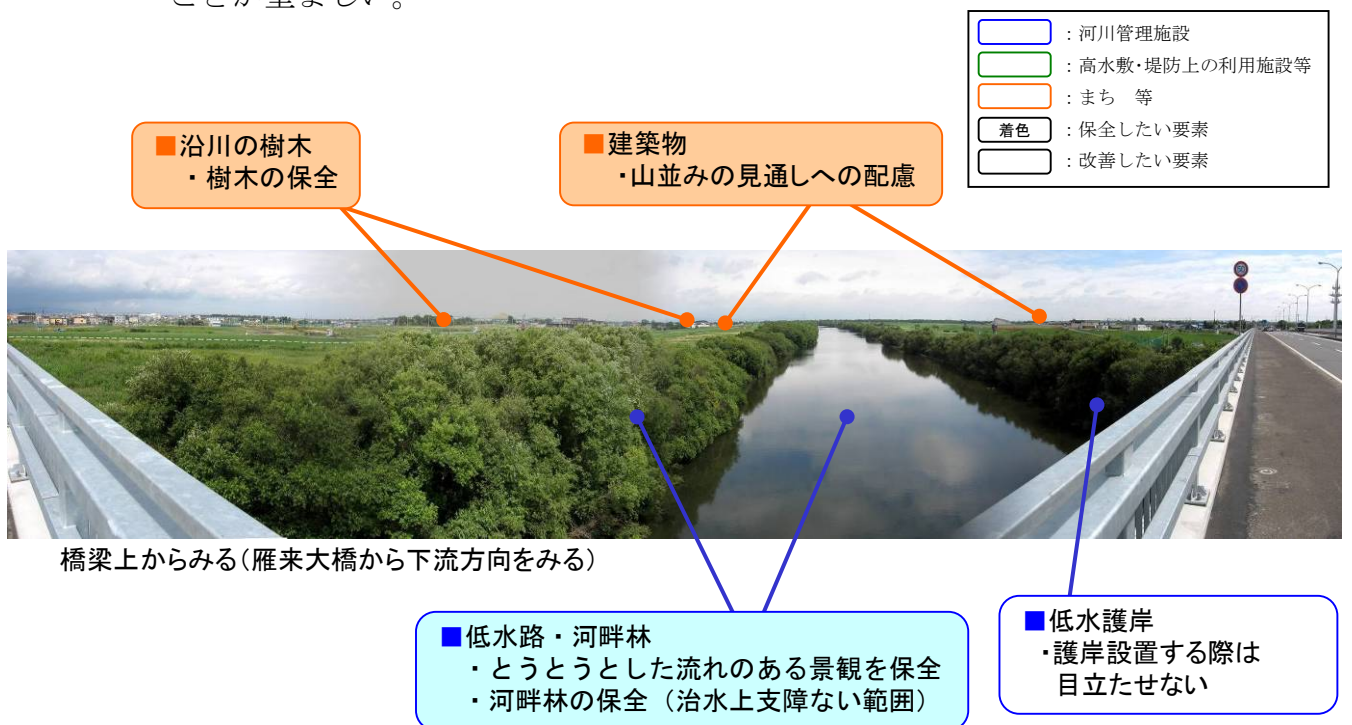 ことが望ましい。
：河川管理施設
：高水敷･堤防上の利用施設等
：まち　等
着色　：保全したい要素
：改善したい要素
■沿川の樹木
・樹木の保全
■建築物
・山並みの見通しへの配慮
橋梁上からみる（雁来大橋から下流方向をみる）
■低水路・河畔林
・とうとうとした流れのある景観を保全
・河畔林の保全（治水上支障ない範囲）
■低水護岸
・護岸設置する際は
目立たせない